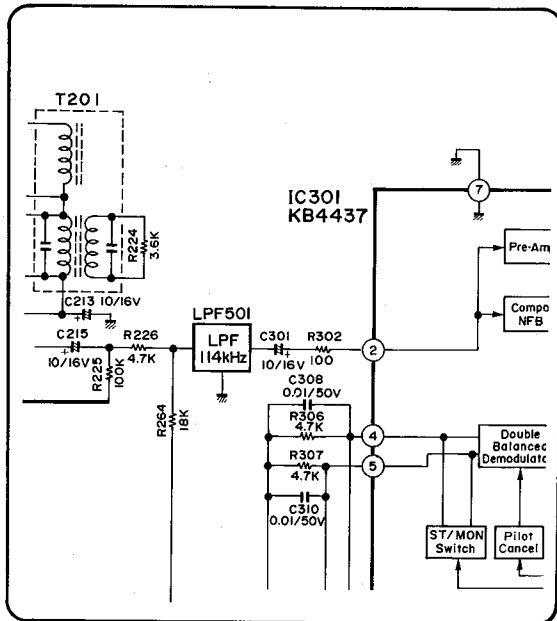 T201
R224
3.6K
C213 10/16V
IC301
KB4437
7
Pre-Am
Compo
NFB
LPF501
LPF
114kHz
C215
10/16V
R226
4.7K
R225
100K
R264
18K
C301
10/16V
R302
100
2
C308
0.01/50V
R306
4.7K
4
R307
4.7K
5
C310
0.01/50V
Double
Balanced
Demodulato
ST/MON
Switch
Pilot
Cancel